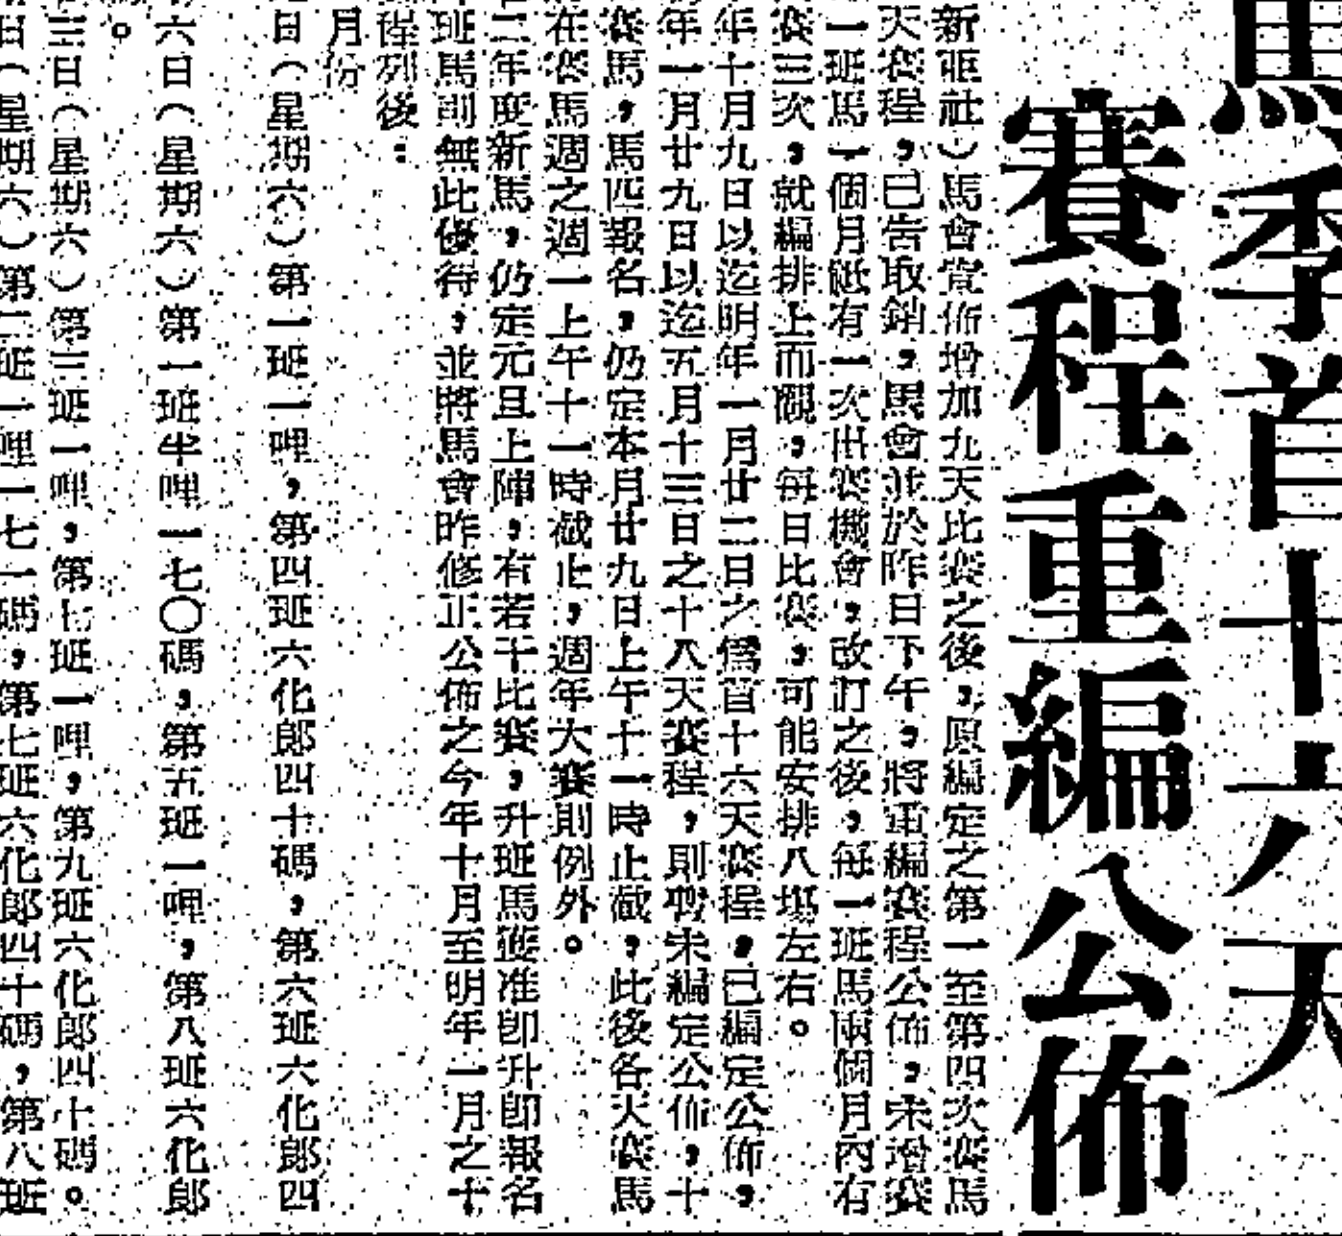 馬季首十六天
賽程重編公佈
新亚社）馬會宣佈增加九天比賽之後，原編定之第一至第四次賽馬
天賽程，已告取銷，馬會並於昨日下午，將重編賽程公佈，未增賽
一班馬一個月祇有一次出賽機會，改訂之後，每一班馬兩個月內有
賽三次，就編排上而觀，每日比賽，可能安排八場左右。
年十月九日以迄明年一月廿二日之舊首十六天賽程，已編定公佈，
年一月廿九日以迄五月十三日之十八天賽程，則暫未編定公佈，十
賽馬，馬匹報名，仍定本月廿九日上午十一時止截，此後各天賽馬
在賽馬週之週一上午十一時截止，週年大賽則例外。
二年度新馬，仍定元旦上陣，有若干比賽，升班馬獲准卽升卽報名
班馬則無此優待，並將馬會昨修正公佈之今年十月至明年一月之十
程列後：
月份
日（星期六）第一班一哩，第四班六化郎四十碼，第六班六化郎四
六日（星期六）第一班半哩一七〇碼，第五班一哩，第八班六化郎
。
三日（星期六）第三班一哩，第七班一哩，第九班六化郎四十碼。
日（星期六）第二班一哩一七一碼，第七班六化郎四十碼，第八班